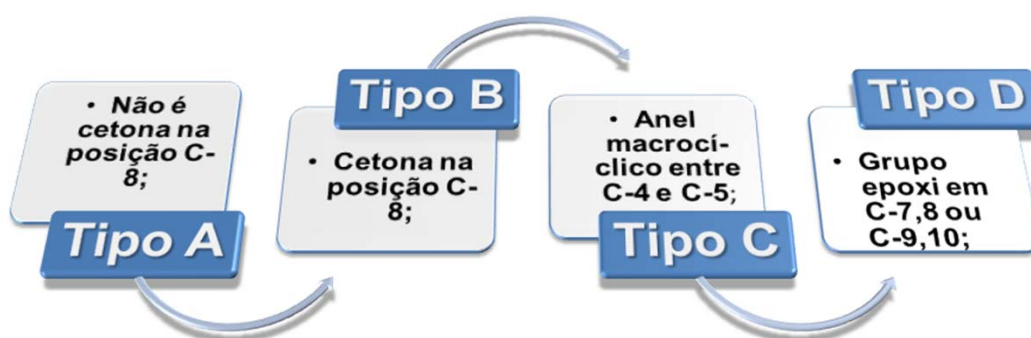 • Não é
cetona na
posição C-
8;
Tipo A
Tipo B
• Cetona na
posição C-
8;
• Anel
macrocí-
clico entre
C-4 e C-5;
Tipo C
Tipo D
• Grupo
epoxi em
C-7,8 ou
C-9,10;